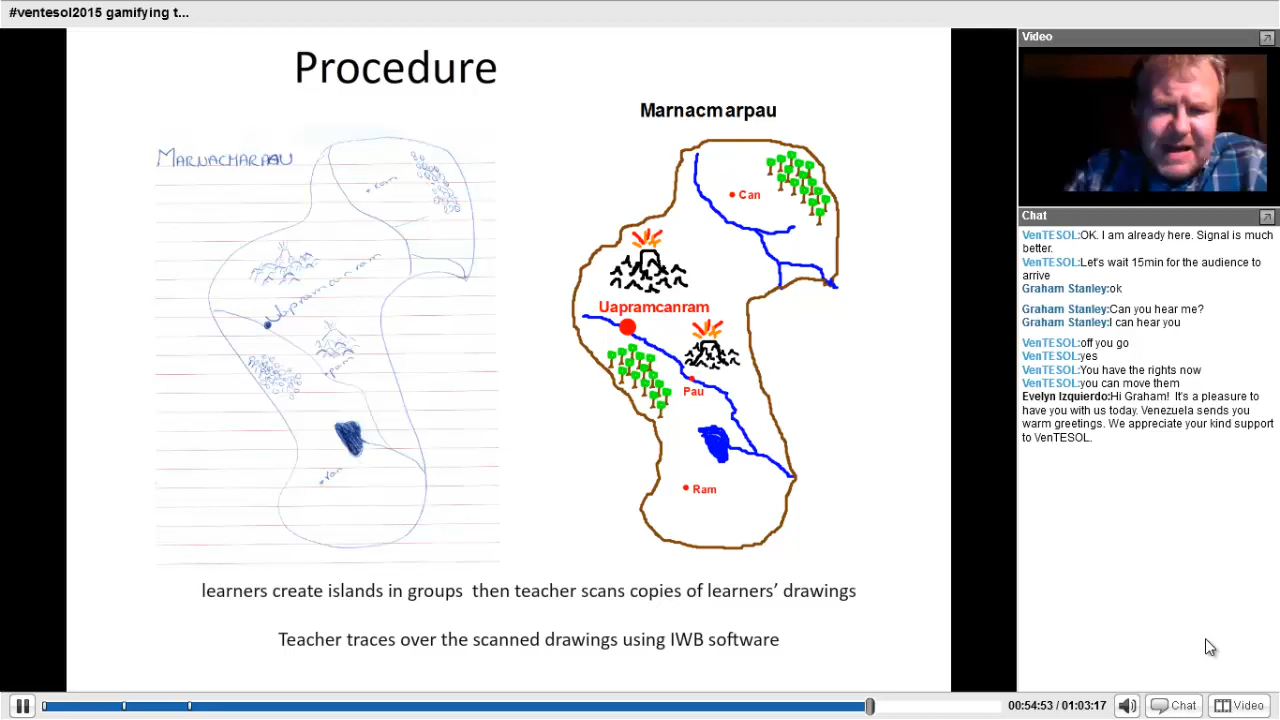 #ventesol2015 gamifying t...
Procedure
MARNACMARPAU
Marnacmarpau
Can
Uapramcanram
Pau
Ram
learners create islands in groups then teacher scans copies of learners’ drawings
Teacher traces over the scanned drawings using IWB software
Video
Chat
VenTESOL:OK. I am already here. Signal is much
better.
VenTESOL:Let's wait 15min for the audience to
arrive
Graham Stanley:ok
Graham Stanley:Can you hear me?
Graham Stanley:I can hear you
VenTESOL:off you go
VenTESOL:yes
VenTESOL:You have the rights now
VenTESOL:you can move them
Evelyn Izquierdo:Hi Graham! It's a pleasure to
have you with us today. Venezuela sends you
warm greetings. We appreciate your kind support
to VenTESOL.
00:54:53 / 01:03:17
Chat
Video